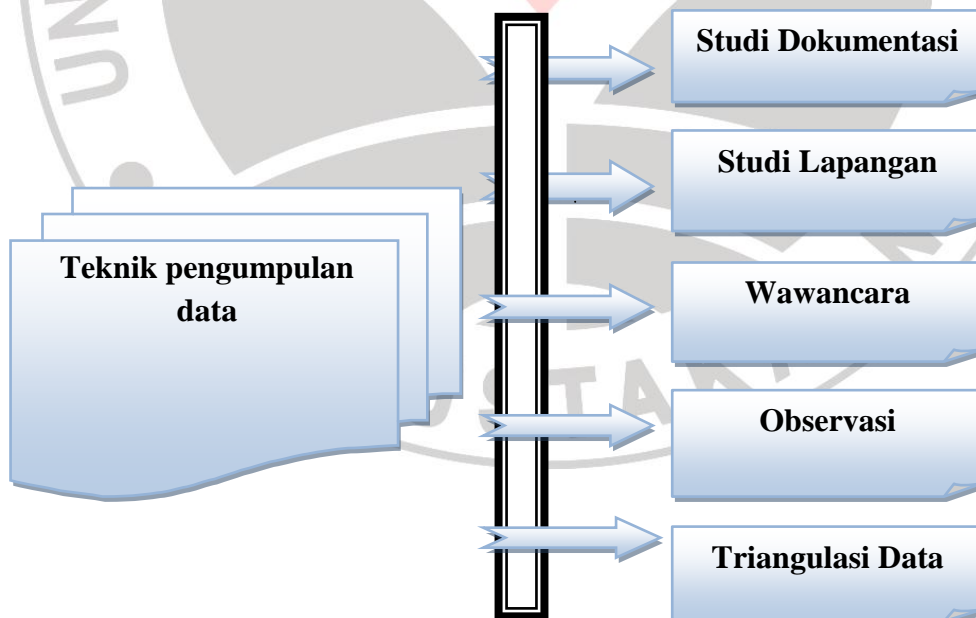 Teknik pengumpulan
data
Studi Dokumentasi
Studi Lapangan
Wawancara
Observasi
Triangulasi Data